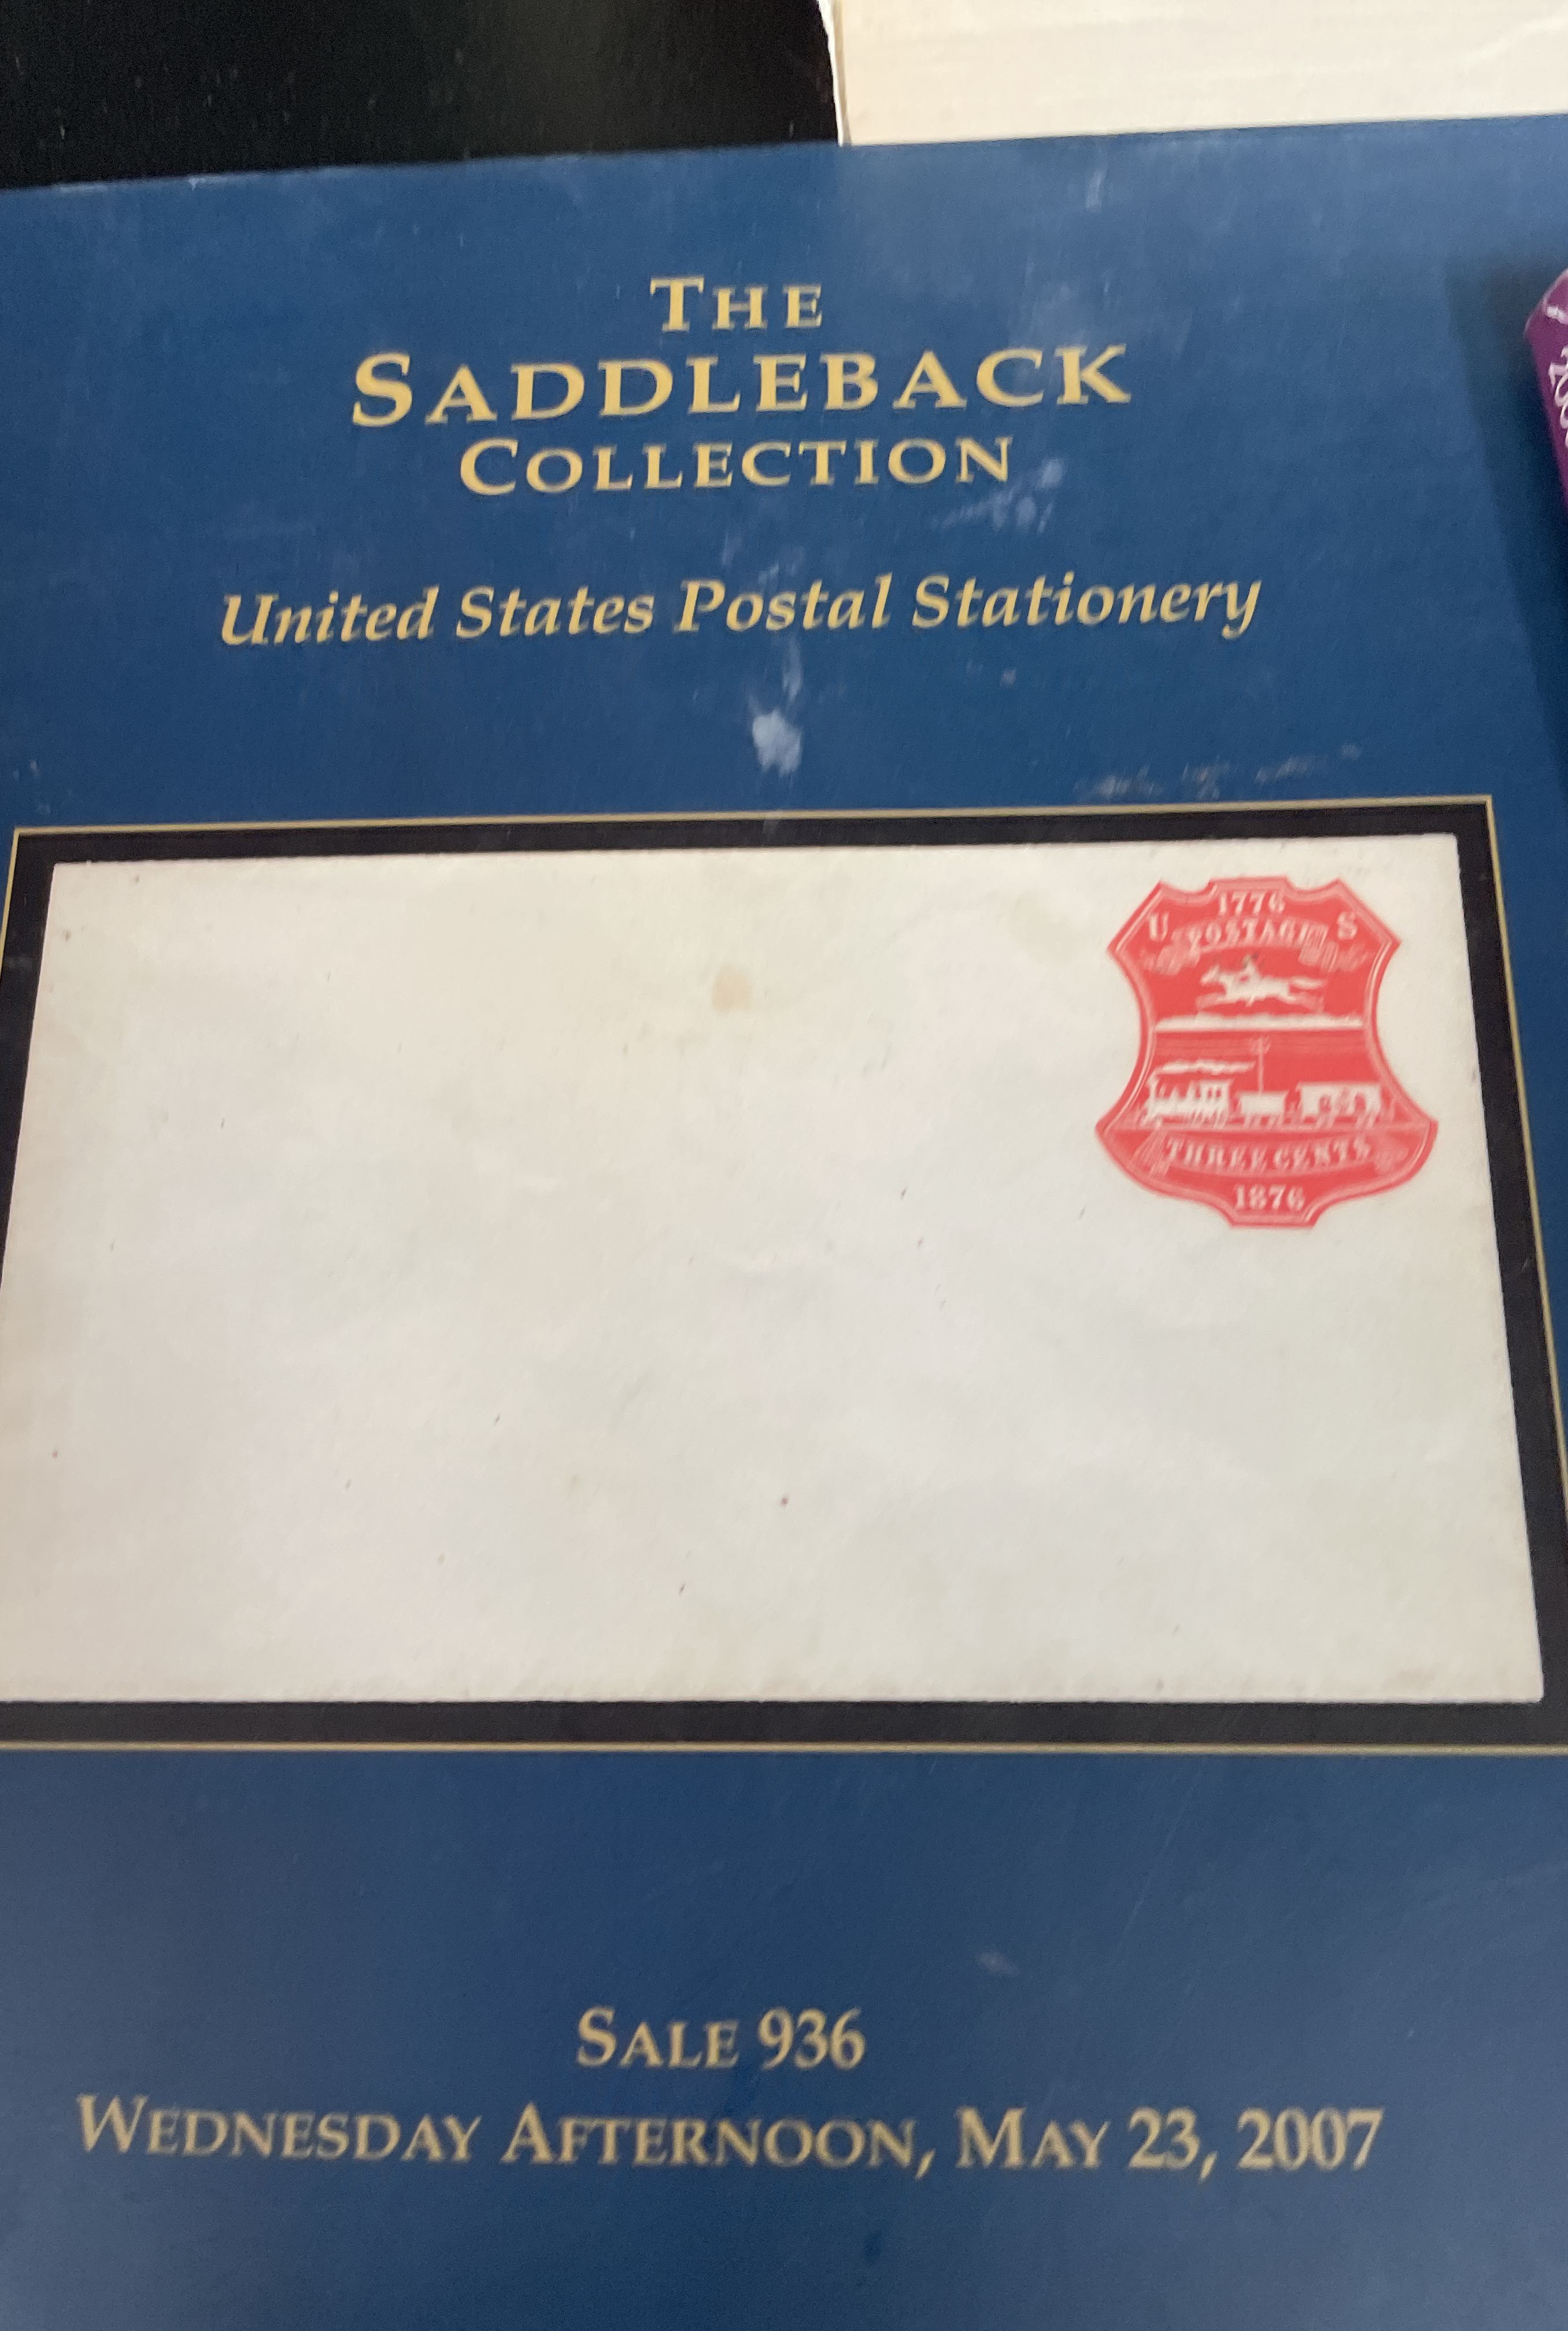 THE
SADDLEBACK
COLLECTION
United States Postal Stationery
1776
U S
POSTAGE
THREE CENTS
1876
SALE 936
WEDNESDAY AFTERNOON, MAY 23, 2007